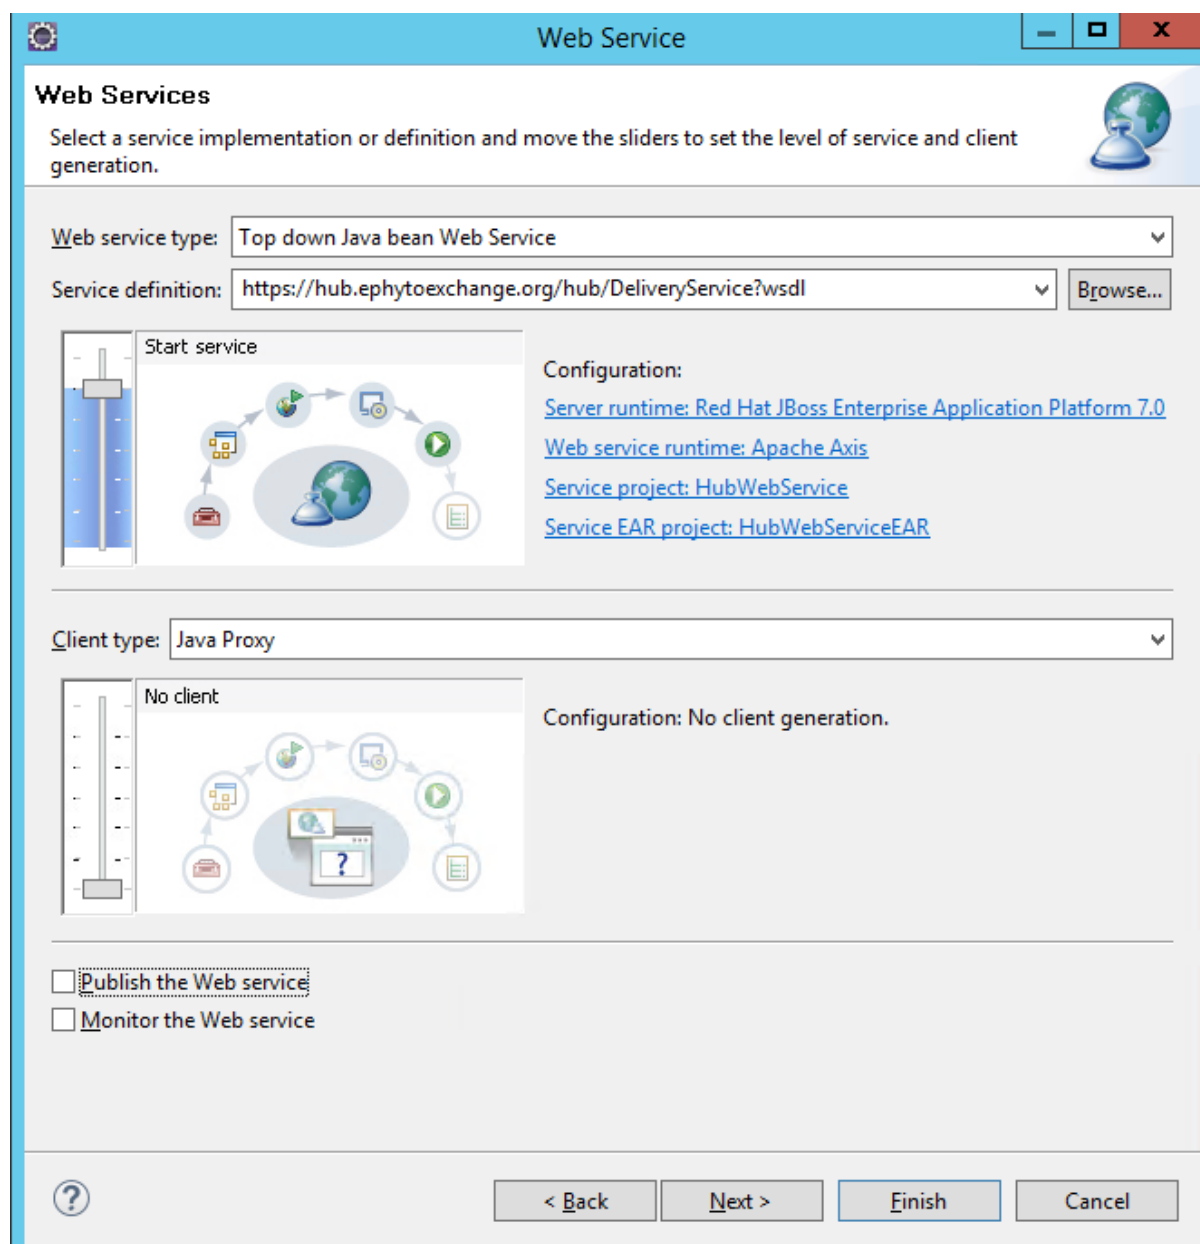 Web Service
Web Services
Select a service implementation or definition and move the sliders to set the level of service and client
generation.
Web service type: Top down Java bean Web Service
Service definition: https://hub.ephytoexchange.org/hub/DeliveryService?wsdl Browse...
Start service
Configuration:
Server runtime: Red Hat JBoss Enterprise Application Platform 7.0
Web service runtime: Apache Axis
Service project: HubWebService
Service EAR project: HubWebServiceEAR
Client type: Java Proxy
No client
Configuration: No client generation.
Publish the Web service
Monitor the Web service
< Back Next > Finish Cancel